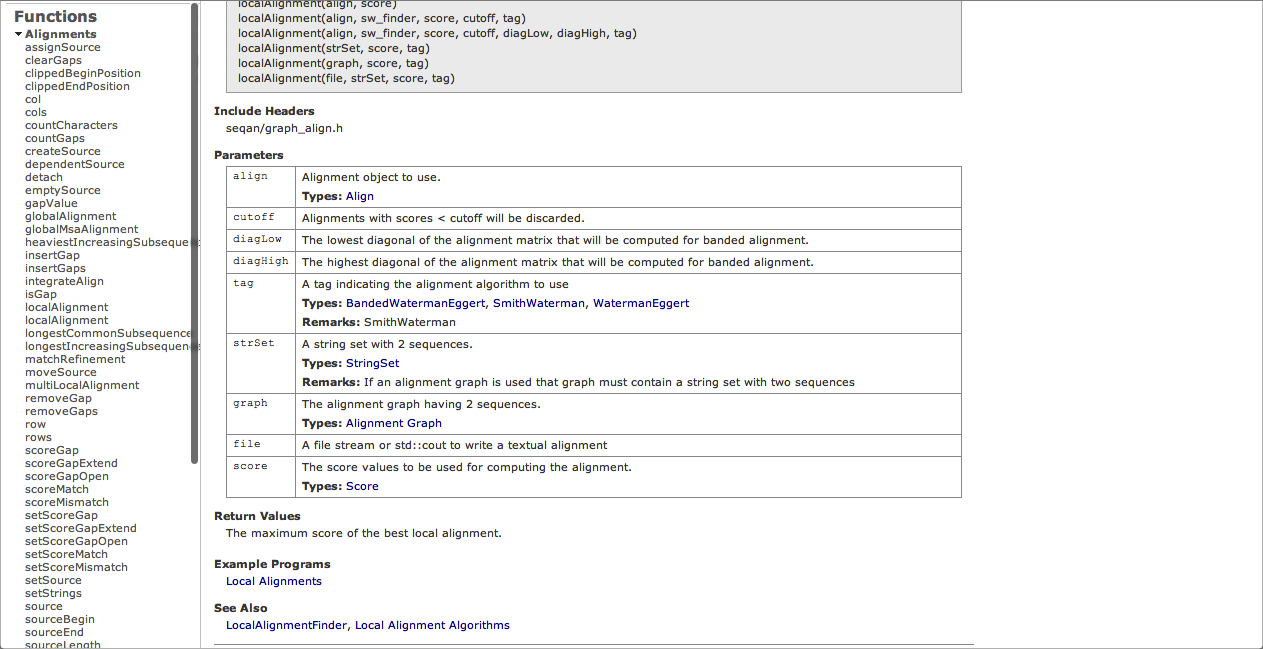 Functions
Alignments
assignSource
clearGaps
clippedBeginPosition
clippedEndPosition
col
cols
countCharacters
countGaps
createSource
dependentSource
detach
emptySource
gapValue
globalAlignment
globalMsaAlignment
heaviestIncreasingSubsequenc
insertGap
insertGaps
integrateAlign
isGap
localAlignment
localAlignment
longestCommonSubsequence
longestIncreasingSubsequenc
matchRefinement
moveSource
multiLocalAlignment
removeGap
removeGaps
row
rows
scoreGap
scoreGapExtend
scoreGapOpen
scoreMatch
scoreMismatch
setScoreGap
setScoreGapExtend
setScoreGapOpen
setScoreMatch
setScoreMismatch
setSource
setStrings
source
sourceBegin
sourceEnd
sourceLength
localAlignment(align, score)
localAlignment(align, sw_finder, score, cutoff, tag)
localAlignment(align, sw_finder, score, cutoff, diagLow, diagHigh, tag)
localAlignment(strSet, score, tag)
localAlignment(graph, score, tag)
localAlignment(file, strSet, score, tag)
Include Headers
seqan/graph_align.h
Parameters
align Alignment object to use.
Types: Align
cutoff Alignments with scores < cutoff will be discarded.
diagLow The lowest diagonal of the alignment matrix that will be computed for banded alignment.
diagHigh The highest diagonal of the alignment matrix that will be computed for banded alignment.
tag A tag indicating the alignment algorithm to use
Types: BandedWatermanEggert, SmithWaterman, WatermanEggert
Remarks: SmithWaterman
strSet A string set with 2 sequences.
Types: StringSet
Remarks: If an alignment graph is used that graph must contain a string set with two sequences
graph The alignment graph having 2 sequences.
Types: Alignment Graph
file A file stream or std::cout to write a textual alignment
score The score values to be used for computing the alignment.
Types: Score
Return Values
The maximum score of the best local alignment.
Example Programs
Local Alignments
See Also
LocalAlignmentFinder, Local Alignment Algorithms